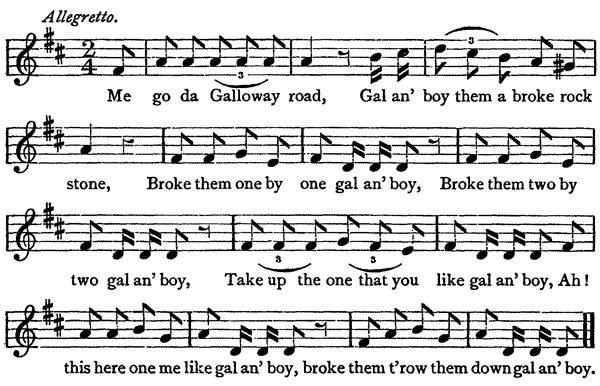 Allegretto.
2
4
3
3
Me go da Galloway road, Gal an' boy them a broke rock
stone, Broke them one by one gal an' boy, Broke them two by
two gal an' boy, Take up the one that you like gal an' boy, Ah!
3 3
this here one me like gal an' boy, broke them t'row them down gal an' boy.